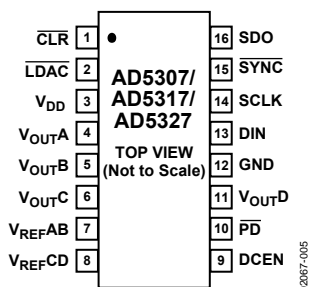 CLR 1
LDAC 2
VDD 3
VOUTA 4
VOUTB 5
VOUTC 6
VREFAB 7
VREFCD 8
AD5307/
AD5317/
AD5327
TOP VIEW
(Not to Scale)
16 SDO
15 SYNC
14 SCLK
13 DIN
12 GND
11 VOUTD
10 PD
9 DCEN
02067-005